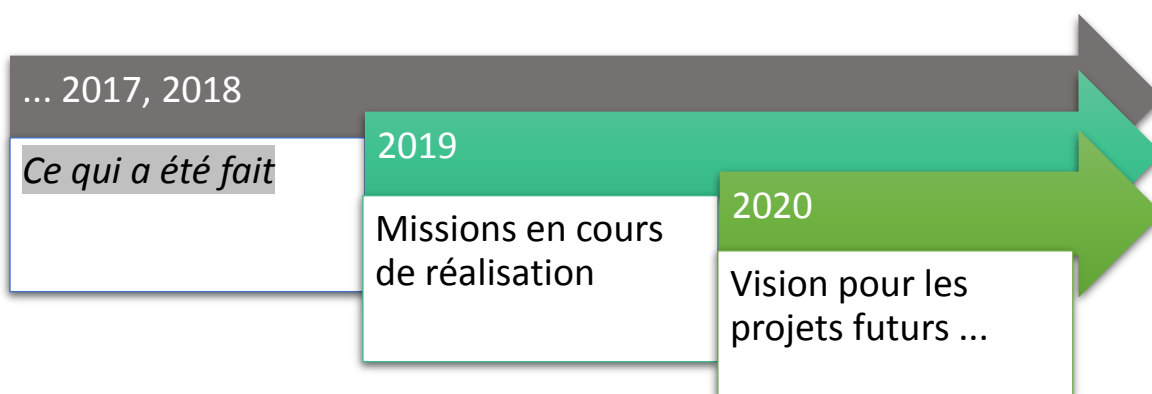 ... 2017, 2018
Ce qui a été fait
2019
Missions en cours
de réalisation
2020
Vision pour les
projets futurs ...